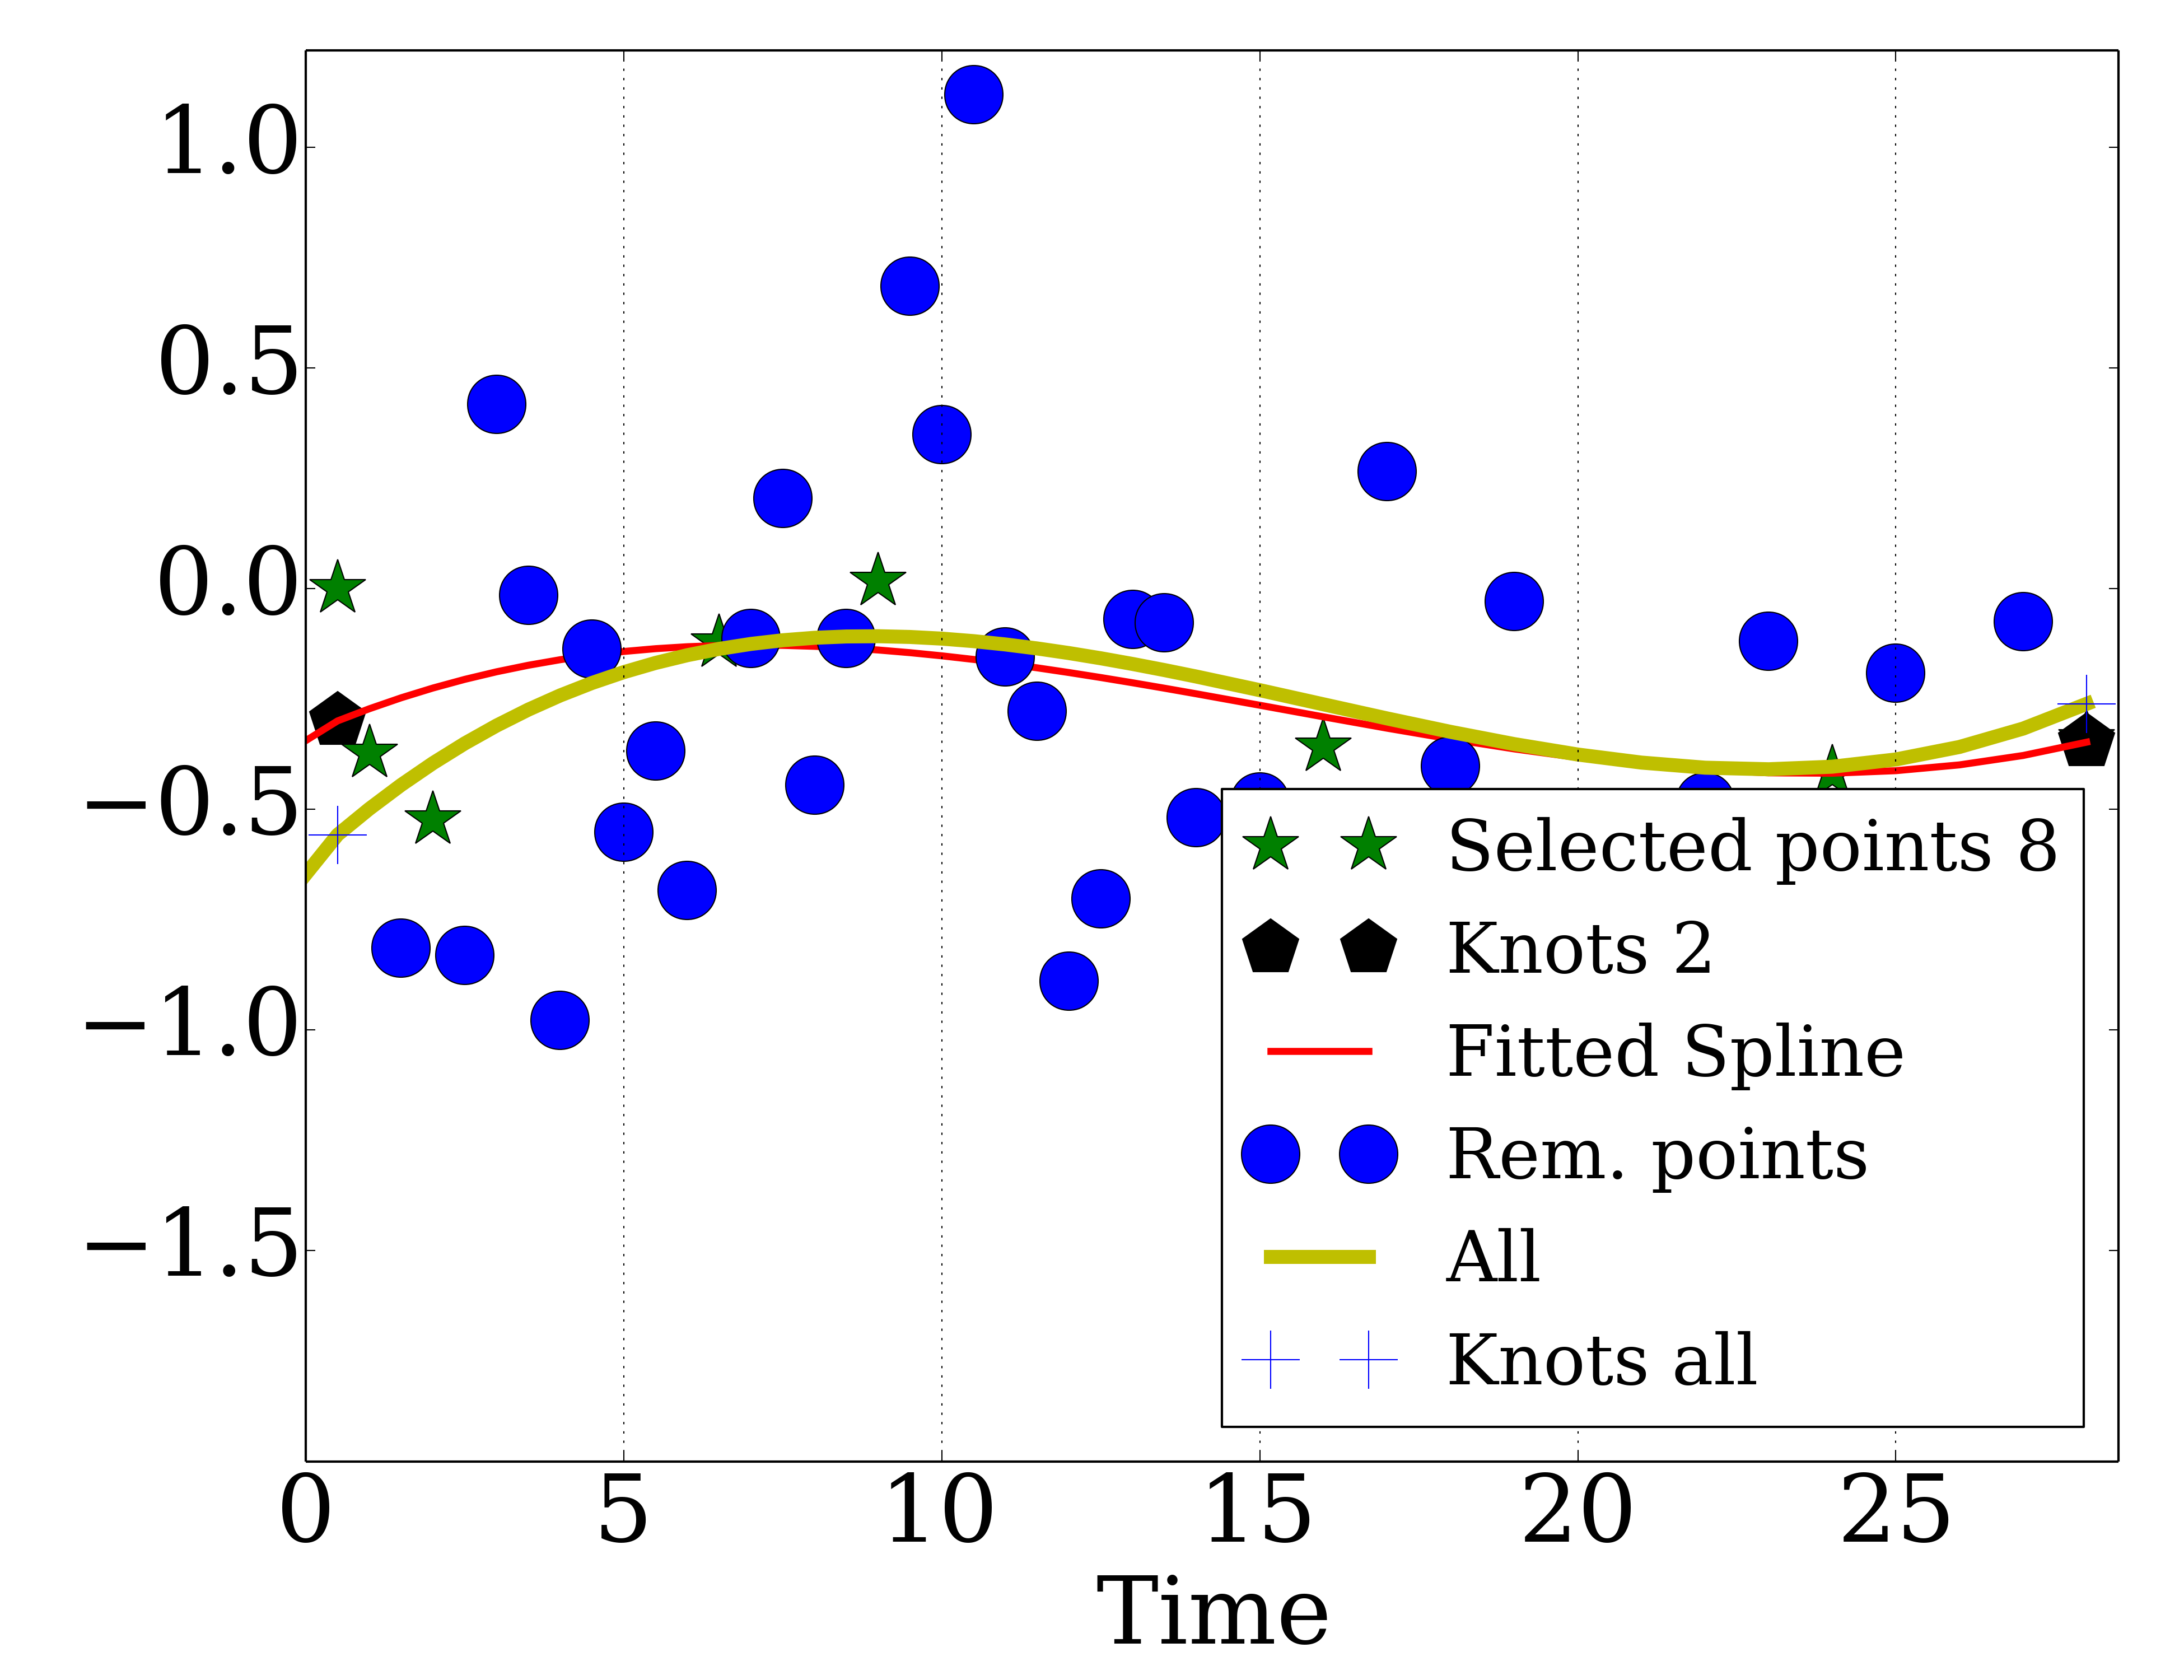 1.0
0.5
0.0
−0.5
−1.0
−1.5
Selected points 8
Knots 2
Fitted Spline
Rem. points
All
Knots all
0 5 10 15 20 25
Time